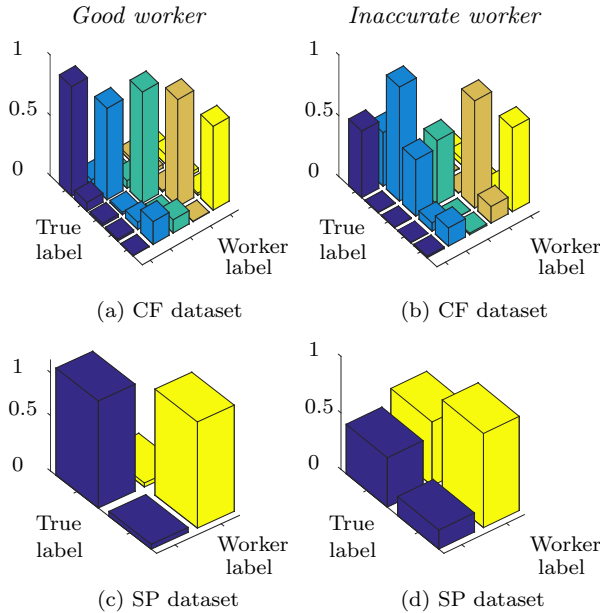 Good worker
Inaccurate worker
1
0.5
0
True
label
Worker
label
1
0.5
0
True
label
Worker
label
(a) CF dataset
(b) CF dataset
1
0.5
0
True
label
Worker
label
1
0.5
0
True
label
Worker
label
(c) SP dataset
(d) SP dataset